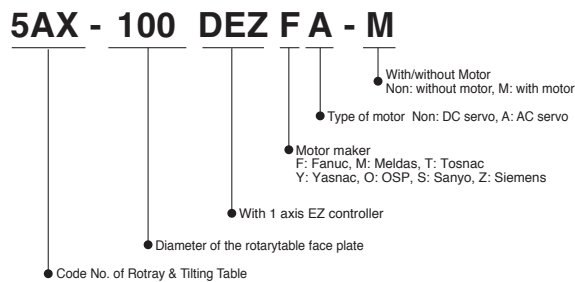 5AX - 100 DEZ F A - M
With/without Motor
Non: without motor, M: with motor
Type of motor Non: DC servo, A: AC servo
Motor maker
F: Fanuc, M: Meldas, T: Tosnac
Y: Yasnac, O: OSP, S: Sanyo, Z: Siemens
With 1 axis EZ controller
Diameter of the rotarytable face plate
Code No. of Rotray & Tilting Table